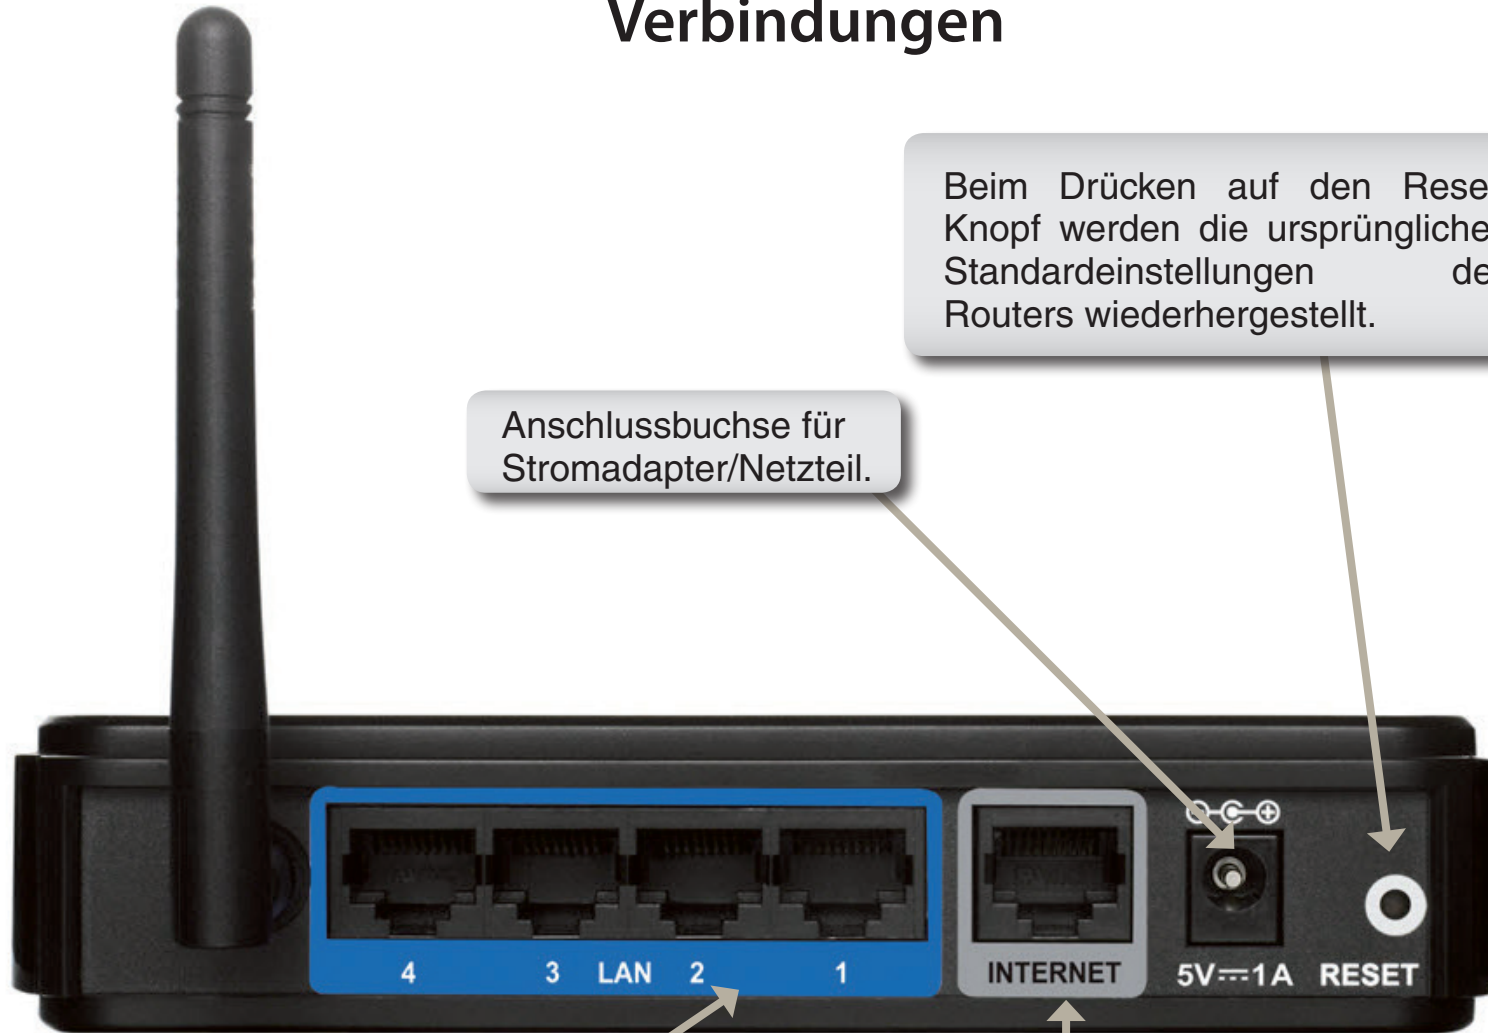 Verbindungen
Beim Drücken auf den Rese
Knopf werden die ursprüngliche
Standardeinstellungen de
Routers wiederhergestellt.
Anschlussbuchse für
Stromadapter/Netzteil.
4 3 LAN 2 1 INTERNET 5V⎓1A RESET